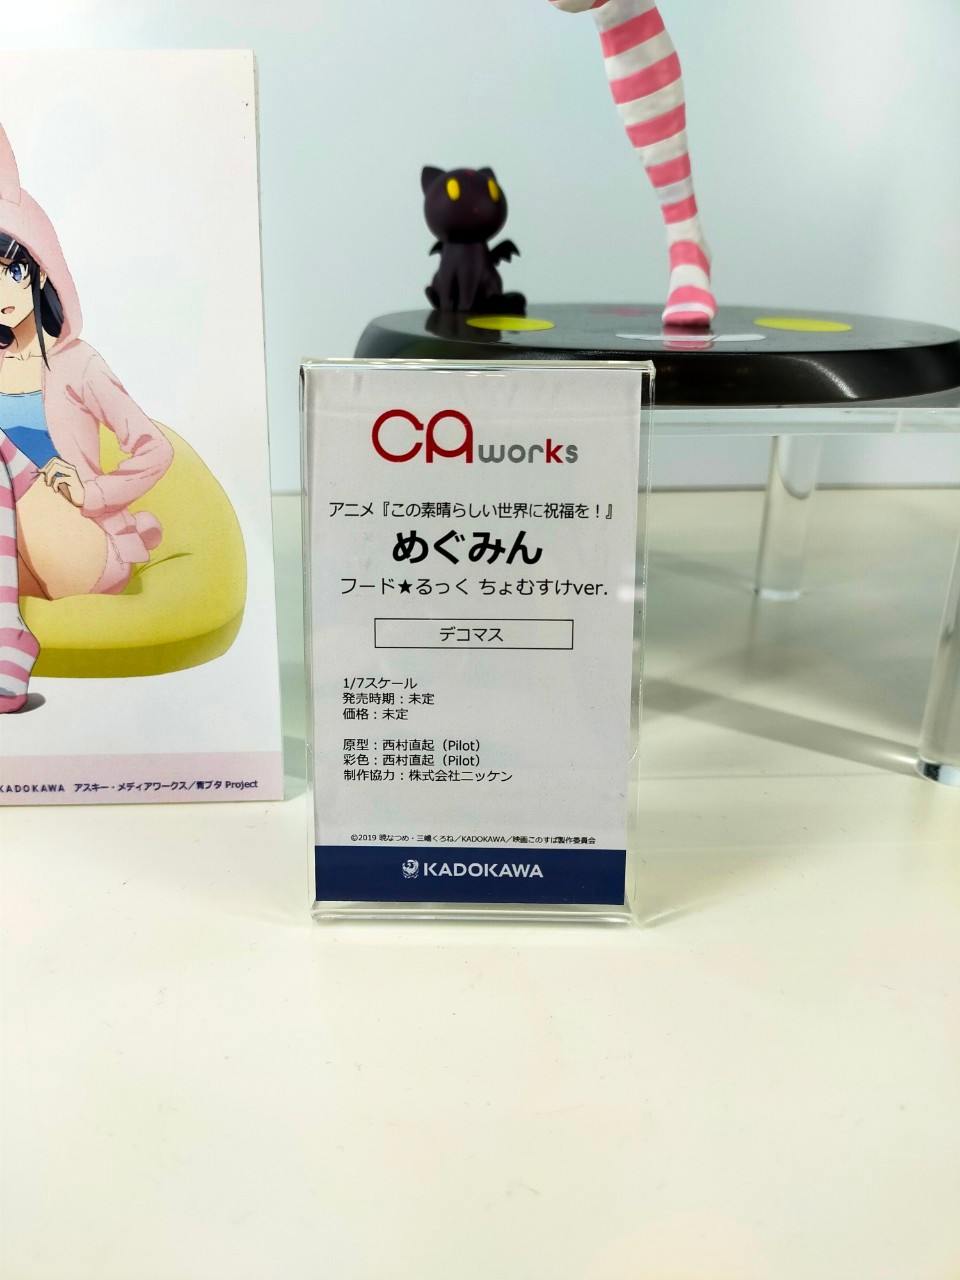 CAworks
アニメ『この素晴らしい世界に祝福を！』
めぐみん
フード★るっく ちょむすけver.
デコマス
1/7スケール
発売時期：未定
価格：未定
原型：西村直起（Pilot）
彩色：西村直起（Pilot）
制作協力：株式会社ニッケン
©2019 暁なつめ・三嶋くろね／KADOKAWA／映画このすば製作委員会
KADOKAWA
KADOKAWA アスキー・メディアワークス／青ブタ Project